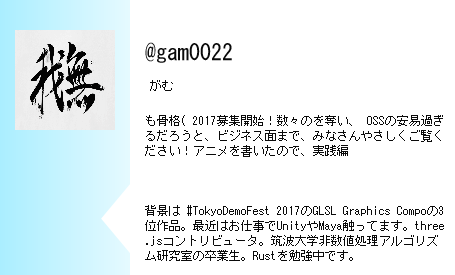 我無
@gam0022
がむ
も骨格( 2017募集開始！数々のを奪い、 OSSの安易過ぎ
るだろうと、ビジネス面まで、みなさんやさしくご覧く
ださい！アニメを書いたので、実践編
背景は #TokyoDemoFest 2017のGLSL Graphics Compoの3
位作品。最近はお仕事でUnityやMaya触ってます。three
.jsコントリビュータ。筑波大学非数値処理アルゴリズ
ム研究室の卒業生。Rustを勉強中です。